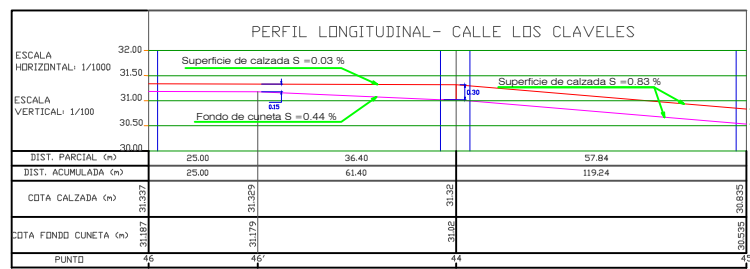 PERFIL LONGITUDINAL- CALLE LOS CLAVELES
ESCALA
HORIZONTAL: 1/1000
ESCALA
VERTICAL: 1/100
32.00
31.50
31.00
30.50
30.00
Superficie de calzada S =0.03 %
Superficie de calzada S =0.83 %
0.15
0.30
Fondo de cuneta S =0.44 %
DIST. PARCIAL (m) 25.00 36.40 57.84
DIST. ACUMULADA (m) 25.00 61.40 119.24
COTA CALZADA (m) 31.337 31.329 31.32 30.835
COTA FONDO CUNETA (m) 31.187 31.179 31.02 30.535
PUNTO 46 46' 44